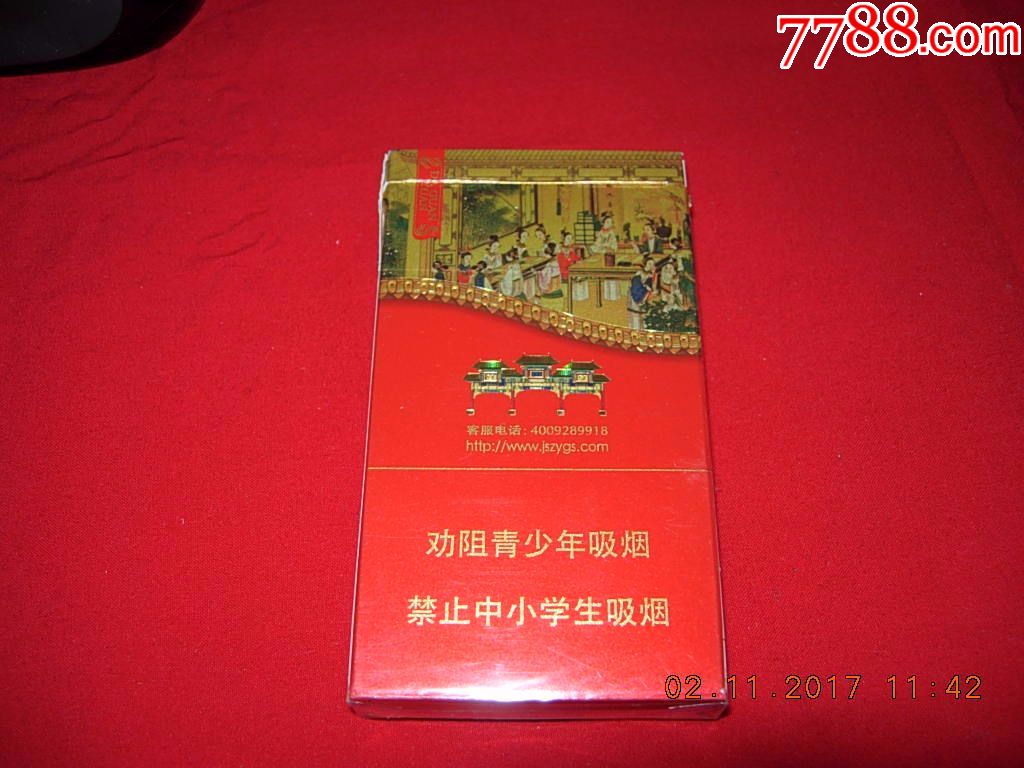 7788.com
客服电话: 4009289918
http://www.jszygs.com
劝阻青少年吸烟
禁止中小学生吸烟
02.11.2017 11:42